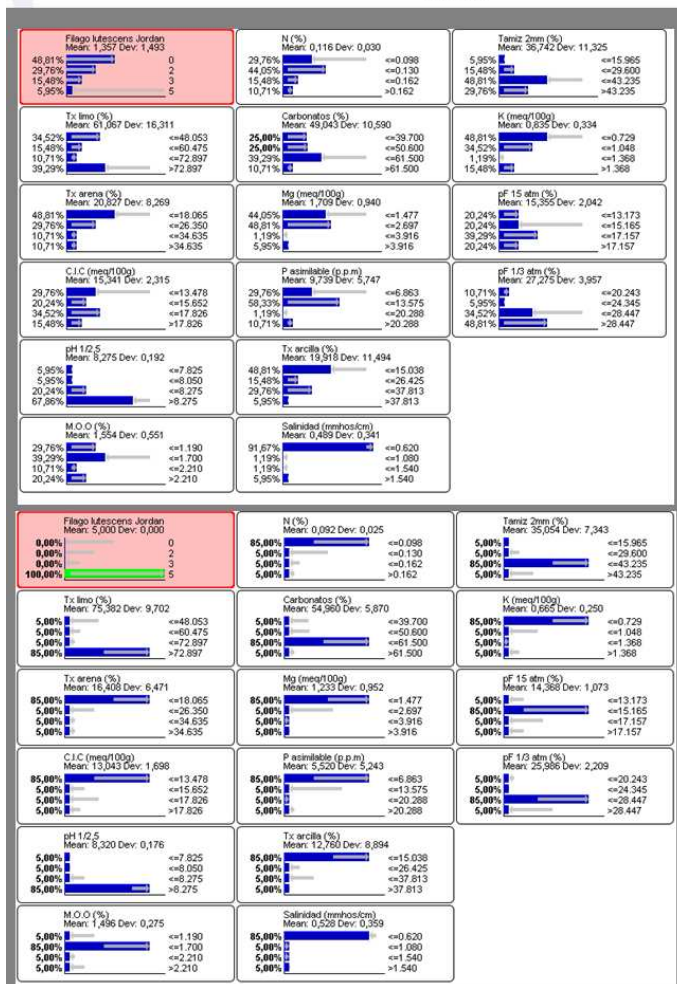 Filago lutescens Jordan
Mean: 1,357 Dev: 1,493
48,81% 0
29,76% 2
15,48% 3
5,95% 5
N (%)
Mean: 0,116 Dev: 0,030
29,76% <=0.098
44,05% <=0.130
15,48% <=0.162
10,71% >0.162
Tamiz 2mm (%)
Mean: 36,742 Dev: 11,325
5,95% <=15.965
15,48% <=29.600
48,81% <=43.235
29,76% >43.235
Tx limo (%)
Mean: 61,067 Dev: 16,311
34,52% <=48.053
15,48% <=60.475
10,71% <=72.897
39,29% >72.897
Carbonatos (%)
Mean: 49,043 Dev: 10,590
25,00% <=39.700
25,00% <=50.600
39,29% <=61.500
10,71% >61.500
K (meq/100g)
Mean: 0,835 Dev: 0,334
48,81% <=0.729
34,52% <=1.048
1,19% <=1.368
15,48% >1.368
Tx arena (%)
Mean: 20,827 Dev: 8,269
48,81% <=18.065
29,76% <=26.350
10,71% <=34.635
10,71% >34.635
Mg (meq/100g)
Mean: 1,709 Dev: 0,940
44,05% <=1.477
48,81% <=2.697
1,19% <=3.916
5,95% >3.916
pF 15 atm (%)
Mean: 15,355 Dev: 2,042
20,24% <=13.173
20,24% <=15.165
39,29% <=17.157
20,24% >17.157
C.I.C (meq/100g)
Mean: 15,341 Dev: 2,315
29,76% <=13.478
20,24% <=15.652
34,52% <=17.826
15,48% >17.826
P asimilable (p.p.m)
Mean: 9,739 Dev: 5,747
29,76% <=6.863
58,33% <=13.575
1,19% <=20.288
10,71% >20.288
pF 1/3 atm (%)
Mean: 27,275 Dev: 3,957
10,71% <=20.243
5,95% <=24.345
34,52% <=28.447
48,81% >28.447
pH 1/2,5
Mean: 8,275 Dev: 0,192
5,95% <=7.825
5,95% <=8.050
20,24% <=8.275
67,86% >8.275
Tx arcilla (%)
Mean: 19,918 Dev: 11,494
48,81% <=15.038
15,48% <=26.425
29,76% <=37.813
5,95% >37.813
M.O.O (%)
Mean: 1,554 Dev: 0,551
29,76% <=1.190
39,29% <=1.700
10,71% <=2.210
20,24% >2.210
Salinidad (mmhos/cm)
Mean: 0,489 Dev: 0,341
91,67% <=0.620
1,19% <=1.080
1,19% <=1.540
5,95% >1.540
Filago lutescens Jordan
Mean: 5,000 Dev: 0,000
0,00% 0
0,00% 2
0,00% 3
100,00% 5
N (%)
Mean: 0,092 Dev: 0,025
85,00% <=0.098
5,00% <=0.130
5,00% <=0.162
5,00% >0.162
Tamiz 2mm (%)
Mean: 35,054 Dev: 7,343
5,00% <=15.965
5,00% <=29.600
85,00% <=43.235
5,00% >43.235
Tx limo (%)
Mean: 75,382 Dev: 9,702
5,00% <=48.053
5,00% <=60.475
5,00% <=72.897
85,00% >72.897
Carbonatos (%)
Mean: 54,960 Dev: 5,870
5,00% <=39.700
5,00% <=50.600
85,00% <=61.500
5,00% >61.500
K (meq/100g)
Mean: 0,665 Dev: 0,250
85,00% <=0.729
5,00% <=1.048
5,00% <=1.368
5,00% >1.368
Tx arena (%)
Mean: 16,408 Dev: 6,471
85,00% <=18.065
5,00% <=26.350
5,00% <=34.635
5,00% >34.635
Mg (meq/100g)
Mean: 1,233 Dev: 0,952
85,00% <=1.477
5,00% <=2.697
5,00% <=3.916
5,00% >3.916
pF 15 atm (%)
Mean: 14,368 Dev: 1,073
5,00% <=13.173
85,00% <=15.165
5,00% <=17.157
5,00% >17.157
C.I.C (meq/100g)
Mean: 13,043 Dev: 1,698
85,00% <=13.478
5,00% <=15.652
5,00% <=17.826
5,00% >17.826
P asimilable (p.p.m)
Mean: 5,520 Dev: 5,243
85,00% <=6.863
5,00% <=13.575
5,00% <=20.288
5,00% >20.288
pF 1/3 atm (%)
Mean: 25,986 Dev: 2,209
5,00% <=20.243
5,00% <=24.345
85,00% <=28.447
5,00% >28.447
pH 1/2,5
Mean: 8,320 Dev: 0,176
5,00% <=7.825
5,00% <=8.050
5,00% <=8.275
85,00% >8.275
Tx arcilla (%)
Mean: 12,760 Dev: 8,894
85,00% <=15.038
5,00% <=26.425
5,00% <=37.813
5,00% >37.813
M.O.O (%)
Mean: 1,496 Dev: 0,275
5,00% <=1.190
85,00% <=1.700
5,00% <=2.210
5,00% >2.210
Salinidad (mmhos/cm)
Mean: 0,528 Dev: 0,359
85,00% <=0.620
5,00% <=1.080
5,00% <=1.540
5,00% >1.540